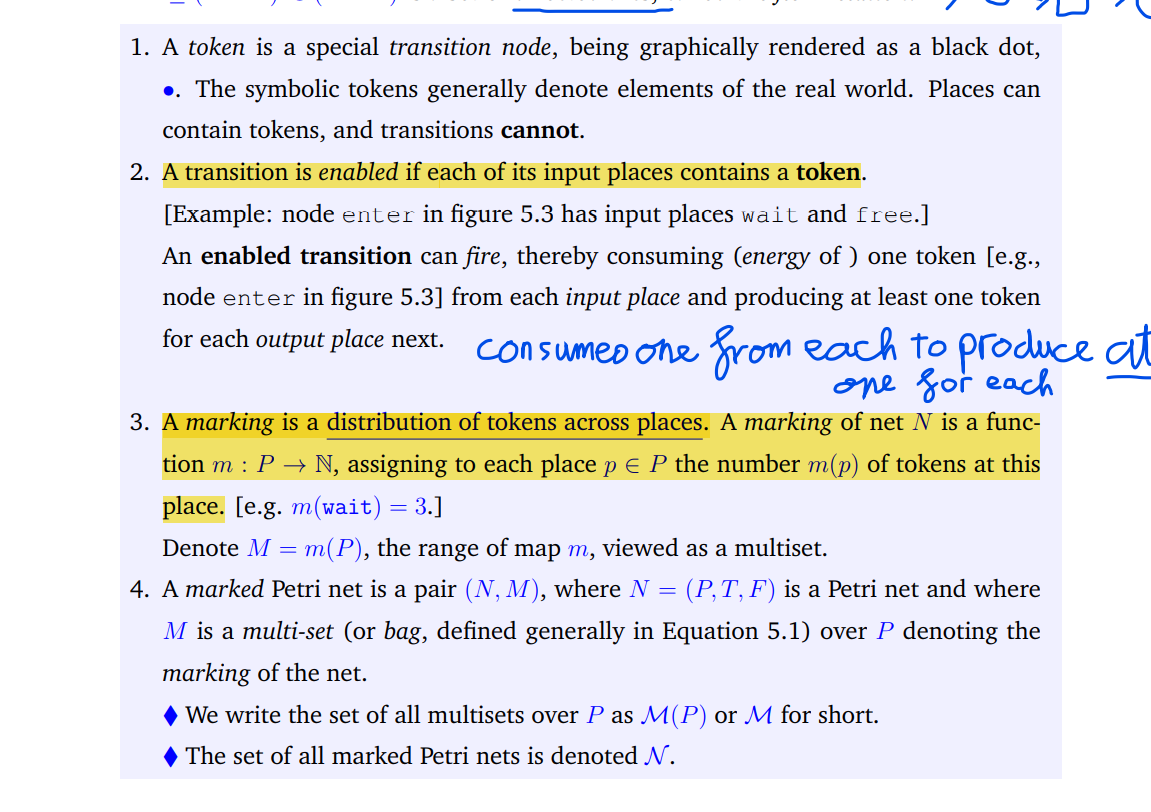 1. A token is a special transition node, being graphically rendered as a black dot,
•. The symbolic tokens generally denote elements of the real world. Places can
contain tokens, and transitions cannot.
2. A transition is enabled if each of its input places contains a token.
[Example: node enter in figure 5.3 has input places wait and free.]
An enabled transition can fire, thereby consuming (energy of ) one token [e.g.,
node enter in figure 5.3] from each input place and producing at least one token
for each output place next.
consumes one from each to produce at
one for each
3. A marking is a distribution of tokens across places. A marking of net N is a func-
tion m : P → ℕ, assigning to each place p ∈ P the number m(p) of tokens at this
place. [e.g. m(wait) = 3.]
Denote M = m(P), the range of map m, viewed as a multiset.
4. A marked Petri net is a pair (N, M), where N = (P, T, F) is a Petri net and where
M is a multi-set (or bag, defined generally in Equation 5.1) over P denoting the
marking of the net.
♦ We write the set of all multisets over P as ℳ(P) or ℳ for short.
♦ The set of all marked Petri nets is denoted 𝒩.